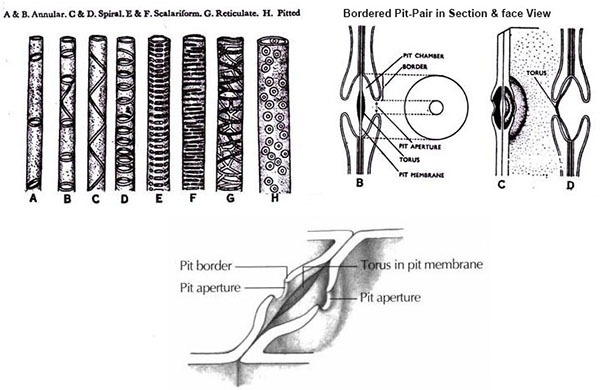 A & B. Annular. C & D. Spiral. E & F. Scalariform. G. Reticulate. H. Pitted
A B C D E F G H
Bordered Pit-Pair in Section & face View
PIT CHAMBER
BORDER
TORUS
PIT APERTURE
TORUS
PIT MEMBRANE
B C D
Pit border
Torus in pit membrane
Pit aperture
Pit aperture